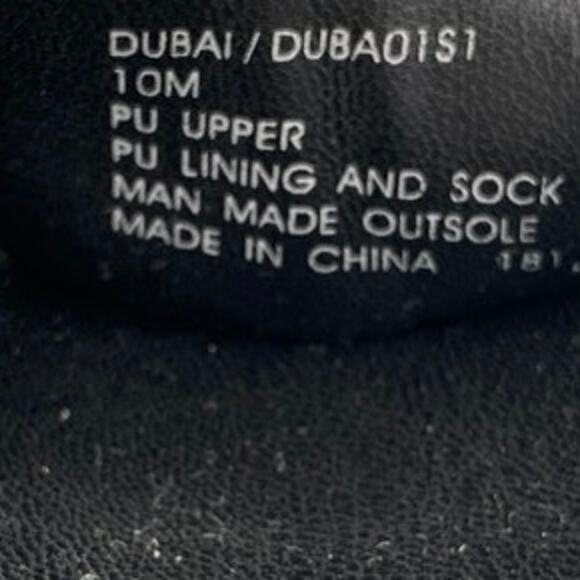 DUBAI / DUBA01S1
10M
PU UPPER
PU LINING AND SOCK
MAN MADE OUTSOLE
MADE IN CHINA